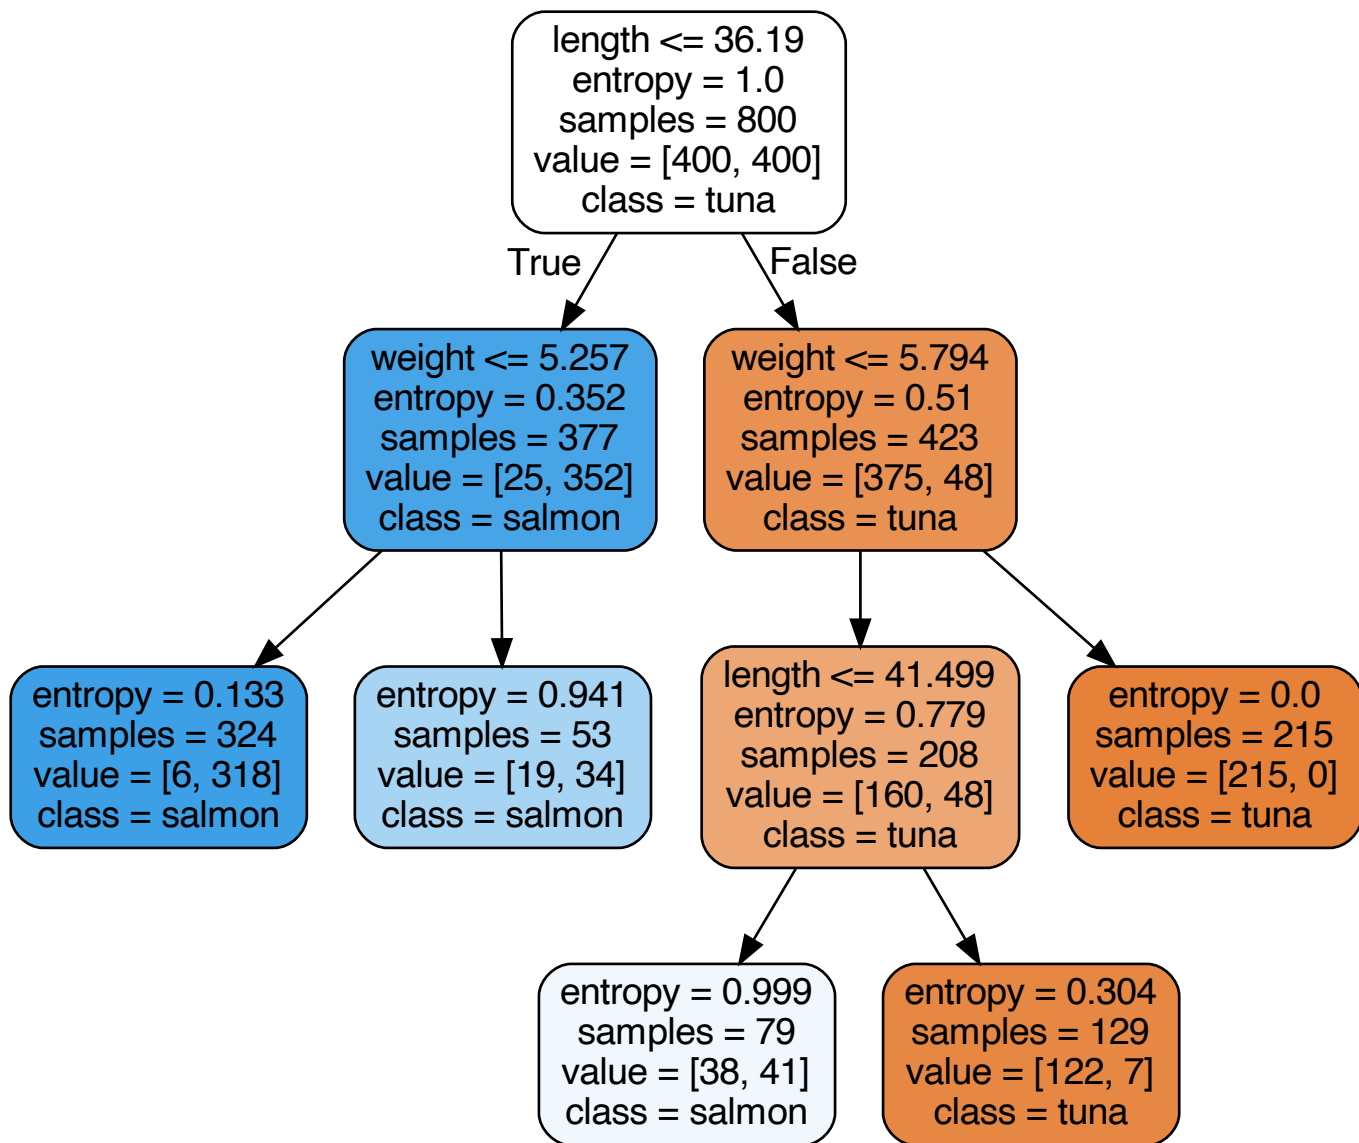 length <= 36.19
entropy = 1.0
samples = 800
value = [400, 400]
class = tuna
True
False
weight <= 5.257
entropy = 0.352
samples = 377
value = [25, 352]
class = salmon
weight <= 5.794
entropy = 0.51
samples = 423
value = [375, 48]
class = tuna
entropy = 0.133
samples = 324
value = [6, 318]
class = salmon
entropy = 0.941
samples = 53
value = [19, 34]
class = salmon
length <= 41.499
entropy = 0.779
samples = 208
value = [160, 48]
class = tuna
entropy = 0.0
samples = 215
value = [215, 0]
class = tuna
entropy = 0.999
samples = 79
value = [38, 41]
class = salmon
entropy = 0.304
samples = 129
value = [122, 7]
class = tuna